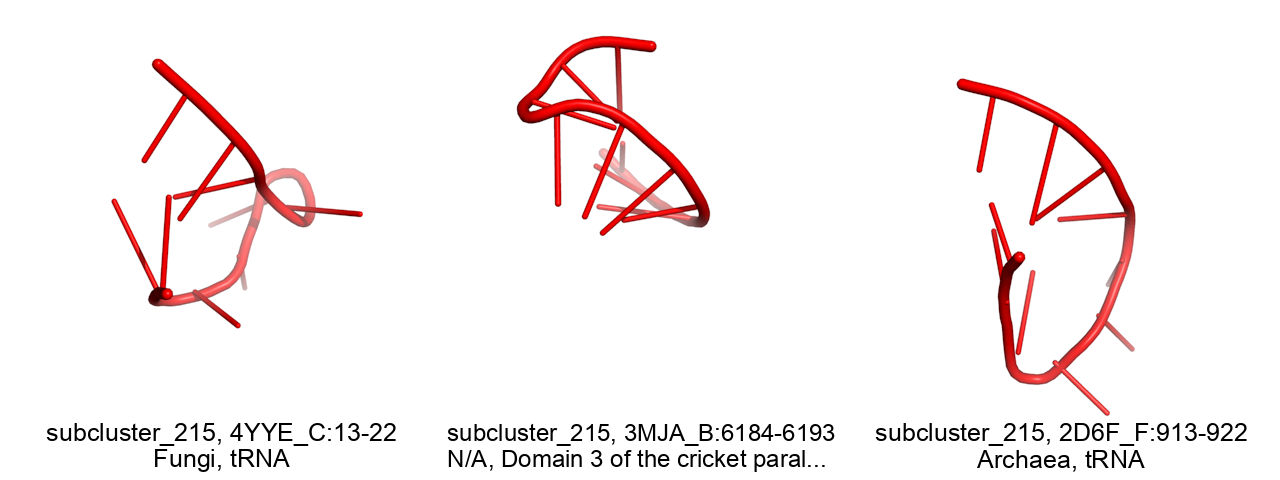 subcluster_215, 4YYE_C:13-22
Fungi, tRNA
subcluster_215, 3MJA_B:6184-6193
N/A, Domain 3 of the cricket paral...
subcluster_215, 2D6F_F:913-922
Archaea, tRNA